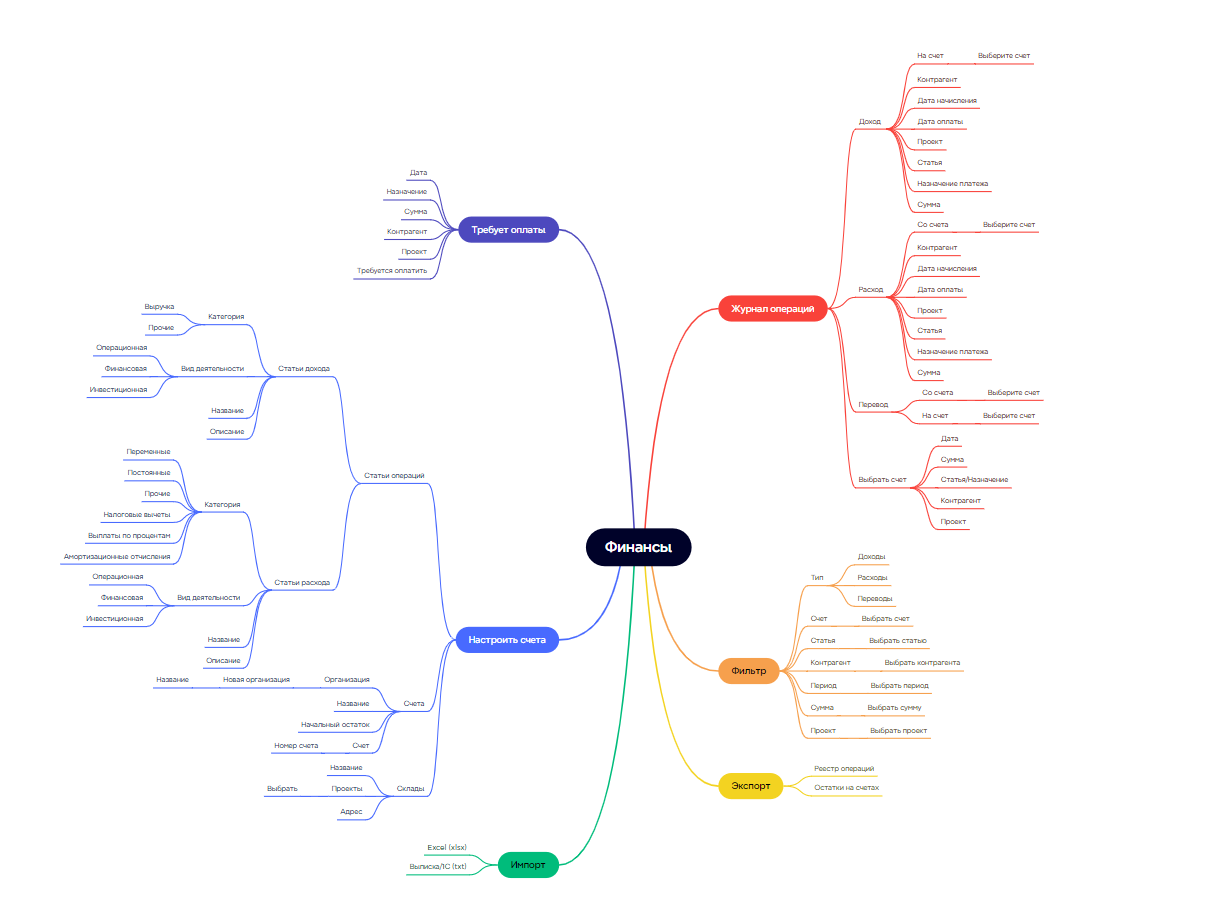 Финансы
Журнал операций
Доход
На счет
Выберите счет
Контрагент
Дата начисления
Дата оплаты
Проект
Статья
Назначение платежа
Сумма
Расход
Со счета
Выберите счет
Контрагент
Дата начисления
Дата оплаты
Проект
Статья
Назначение платежа
Сумма
Перевод
Со счета
Выберите счет
На счет
Выберите счет
Выбрать счет
Дата
Сумма
Статья/Назначение
Контрагент
Проект
Фильтр
Тип
Доходы
Расходы
Переводы
Счет
Выбрать счет
Статья
Выбрать статью
Контрагент
Выбрать контрагента
Период
Выбрать период
Сумма
Выбрать сумму
Проект
Выбрать проект
Экспорт
Реестр операций
Остатки на счетах
Требует оплаты
Дата
Назначение
Сумма
Контрагент
Проект
Требуется оплатить
Настроить счета
Статьи операций
Статьи дохода
Категория
Выручка
Прочие
Вид деятельности
Операционная
Финансовая
Инвестиционная
Название
Описание
Статьи расхода
Категория
Переменные
Постоянные
Прочие
Налоговые вычеты
Выплаты по процентам
Амортизационные отчисления
Вид деятельности
Операционная
Финансовая
Инвестиционная
Название
Описание
Счета
Организация
Новая организация
Название
Название
Начальный остаток
Счет
Номер счета
Склады
Название
Проекты
Выбрать
Адрес
Импорт
Excel (xlsx)
Выписка/1С (txt)